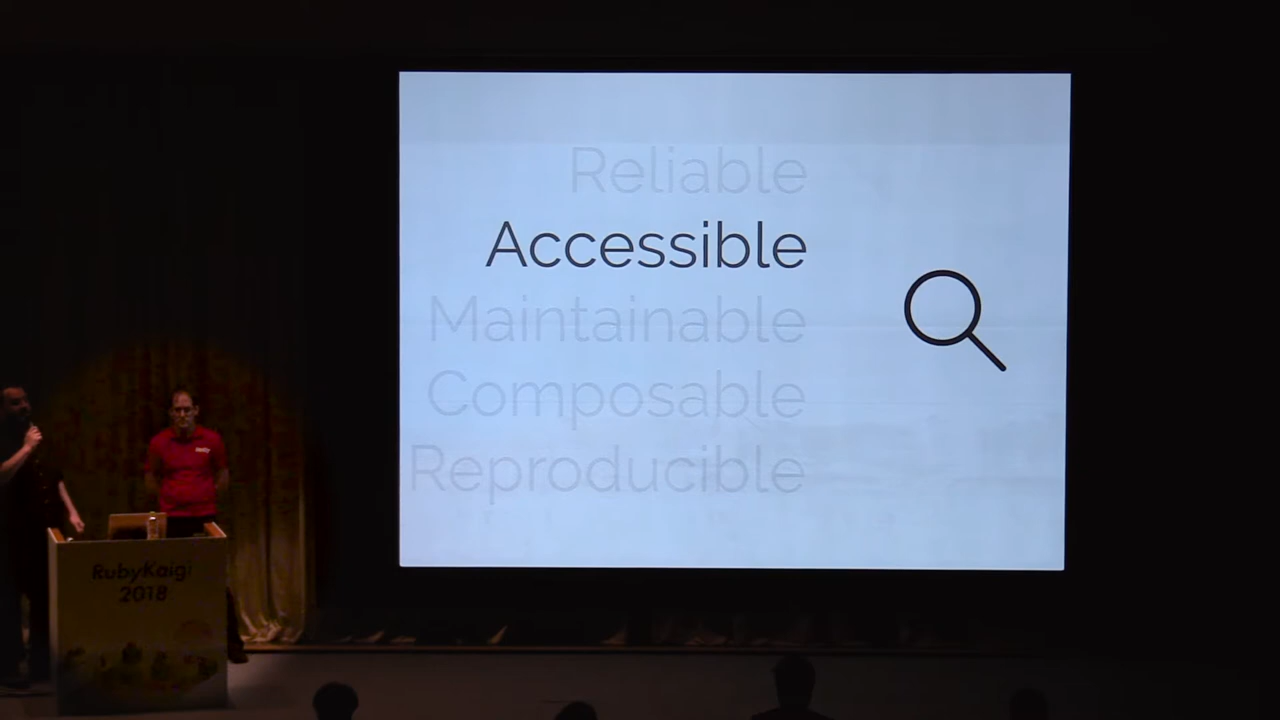 Reliable
Accessible
Maintainable
Composable
Reproducible
RubyKaigi
2018